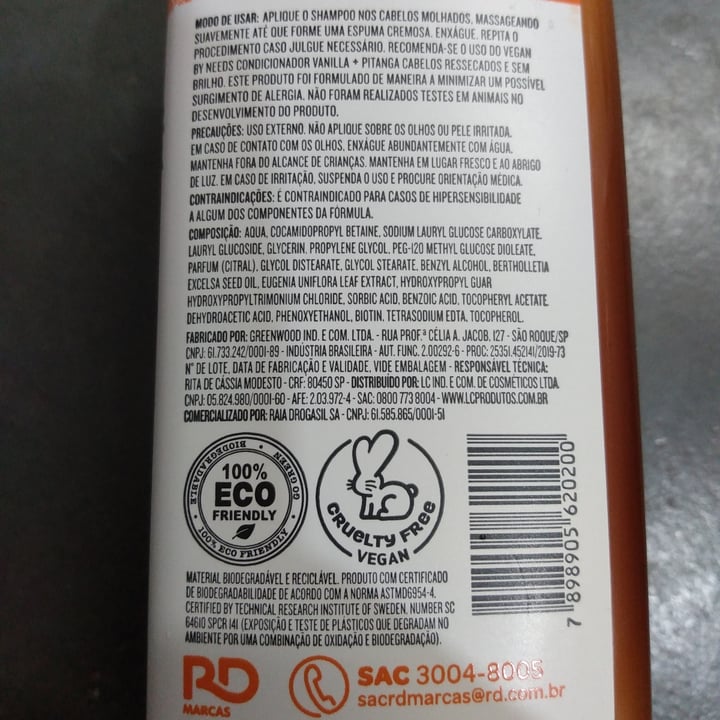 MODO DE USAR: APLIQUE O SHAMPOO NOS CABELOS MOLHADOS, MASSAGEANDO
SUAVEMENTE ATÉ QUE FORME UMA ESPUMA CREMOSA. ENXÁGUE. REPITA O
PROCEDIMENTO CASO JULGUE NECESSÁRIO. RECOMENDA-SE O USO DO VEGAN
BY NEEDS CONDICIONADOR VANILLA + PITANGA CABELOS RESSECADOS E SEM
BRILHO. ESTE PRODUTO FOI FORMULADO DE MANEIRA A MINIMIZAR UM POSSÍVEL
SURGIMENTO DE ALERGIA. NÃO FORAM REALIZADOS TESTES EM ANIMAIS NO
DESENVOLVIMENTO DO PRODUTO.
PRECAUÇÕES: USO EXTERNO. NÃO APLIQUE SOBRE OS OLHOS OU PELE IRRITADA.
EM CASO DE CONTATO COM OS OLHOS, ENXÁGUE ABUNDANTEMENTE COM ÁGUA.
MANTENHA FORA DO ALCANCE DE CRIANÇAS. MANTENHA EM LUGAR FRESCO E AO ABRIGO
DE LUZ. EM CASO DE IRRITAÇÃO, SUSPENDA O USO E PROCURE ORIENTAÇÃO MÉDICA.
CONTRAINDICAÇÕES: É CONTRAINDICADO PARA CASOS DE HIPERSENSIBILIDADE
A ALGUM DOS COMPONENTES DA FÓRMULA.
COMPOSIÇÃO: AQUA, COCAMIDOPROPYL BETAINE, SODIUM LAURYL GLUCOSE CARBOXYLATE,
LAURYL GLUCOSIDE, GLYCERIN, PROPYLENE GLYCOL, PEG-120 METHYL GLUCOSE DIOLEATE,
PARFUM (CITRAL), GLYCOL DISTEARATE, GLYCOL STEARATE, BENZYL ALCOHOL, BERTHOLLETIA
EXCELSA SEED OIL, EUGENIA UNIFLORA LEAF EXTRACT, HYDROXYPROPYL GUAR
HYDROXYPROPYLTRIMONIUM CHLORIDE, SORBIC ACID, BENZOIC ACID, TOCOPHERYL ACETATE,
DEHYDROACETIC ACID, PHENOXYETHANOL, BIOTIN, TETRASODIUM EDTA, TOCOPHEROL.
FABRICADO POR: GREENWOOD IND. E COM. LTDA. - RUA PROF.ª CÉLIA A. JACOB, 127 - SÃO ROQUE/SP
CNPJ: 61.733.242/0001-89 - INDÚSTRIA BRASILEIRA - AUT. FUNC. 2.00292-6 - PROC: 25351.452141/2019-73
N° DE LOTE, DATA DE FABRICAÇÃO E VALIDADE, VIDE EMBALAGEM - RESPONSÁVEL TÉCNICA:
RITA DE CÁSSIA MODESTO - CRF: 80450 SP - DISTRIBUÍDO POR: LC IND. E COM. DE COSMÉTICOS LTDA.
CNPJ: 05.824.980/0001-60 - AFE: 2.03.972-4 - SAC: 0800 773 8004 - WWW.LCPRODUTOS.COM.BR
COMERCIALIZADO POR: RAIA DROGASIL SA - CNPJ: 61.585.865/0001-51
BIODEGRADABLE • GO GREEN • 100% ECO FRIENDLY •
100%
ECO
FRIENDLY
CRUELTY FREE
VEGAN
7 898905 620200
MATERIAL BIODEGRADÁVEL E RECICLÁVEL. PRODUTO COM CERTIFICADO
DE BIODEGRADABILIDADE DE ACORDO COM A NORMA ASTMD6954-4.
CERTIFIED BY TECHNICAL RESEARCH INSTITUTE OF SWEDEN. NUMBER SC
64610 SPCR 141 (EXPOSIÇÃO E TESTE DE PLÁSTICOS QUE DEGRADAM NO
AMBIENTE POR UMA COMBINAÇÃO DE OXIDAÇÃO E BIODEGRADAÇÃO).
RD
MARCAS
SAC 3004-8005
sacrdmarcas@rd.com.br